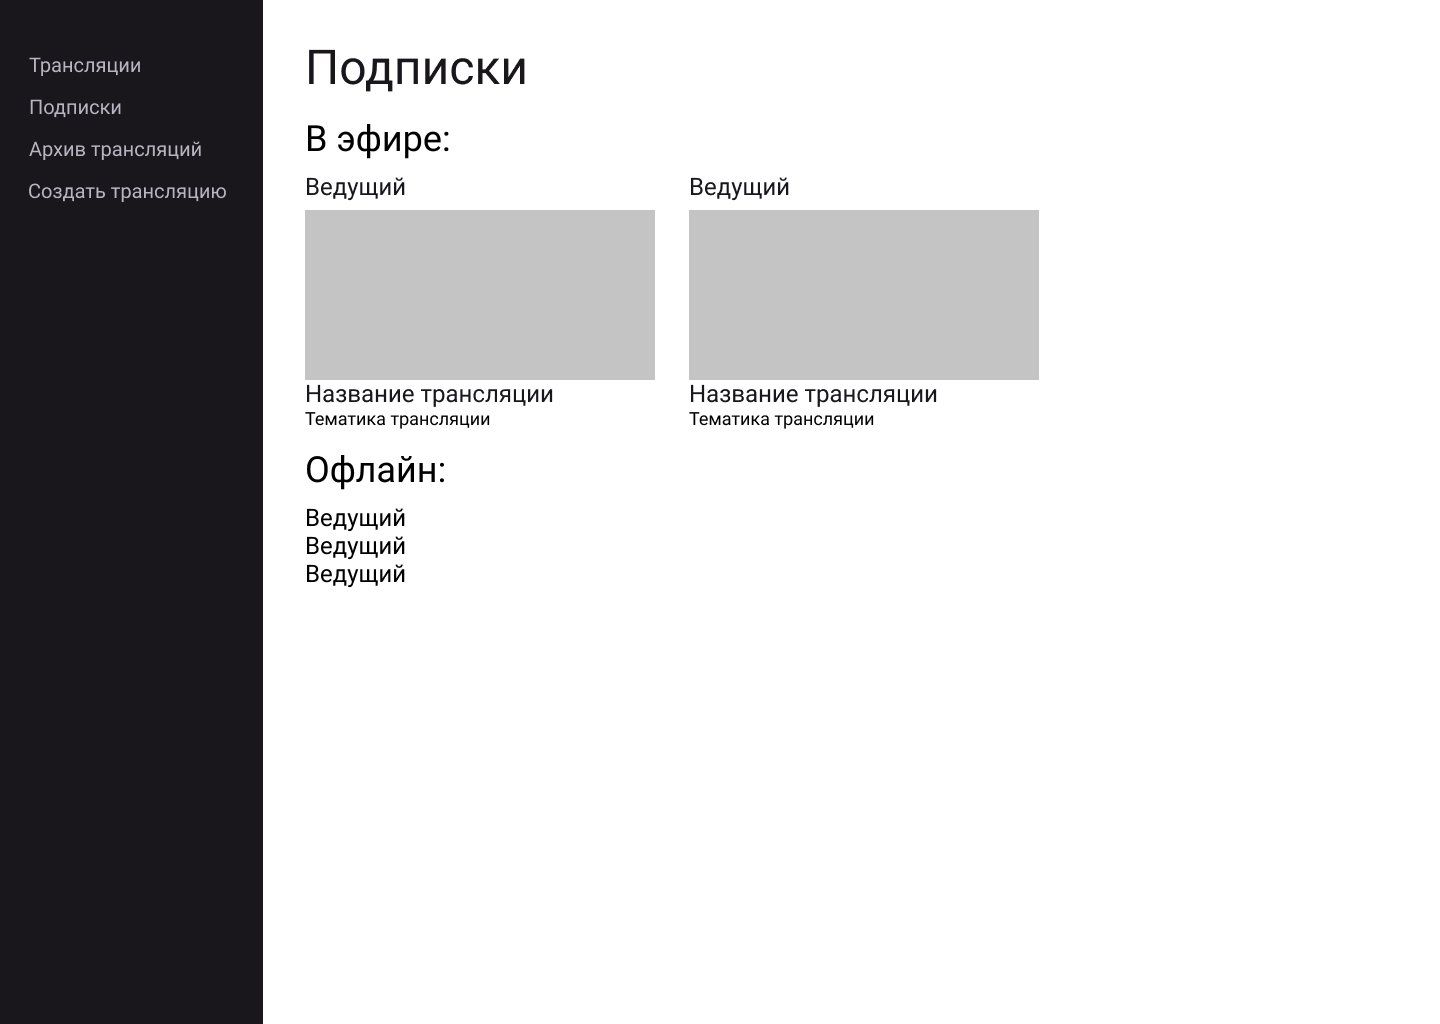 Трансляции
Подписки
Архив трансляций
Создать трансляцию
Подписки
В эфире:
Ведущий
Название трансляции
Тематика трансляции
Ведущий
Название трансляции
Тематика трансляции
Офлайн:
Ведущий
Ведущий
Ведущий